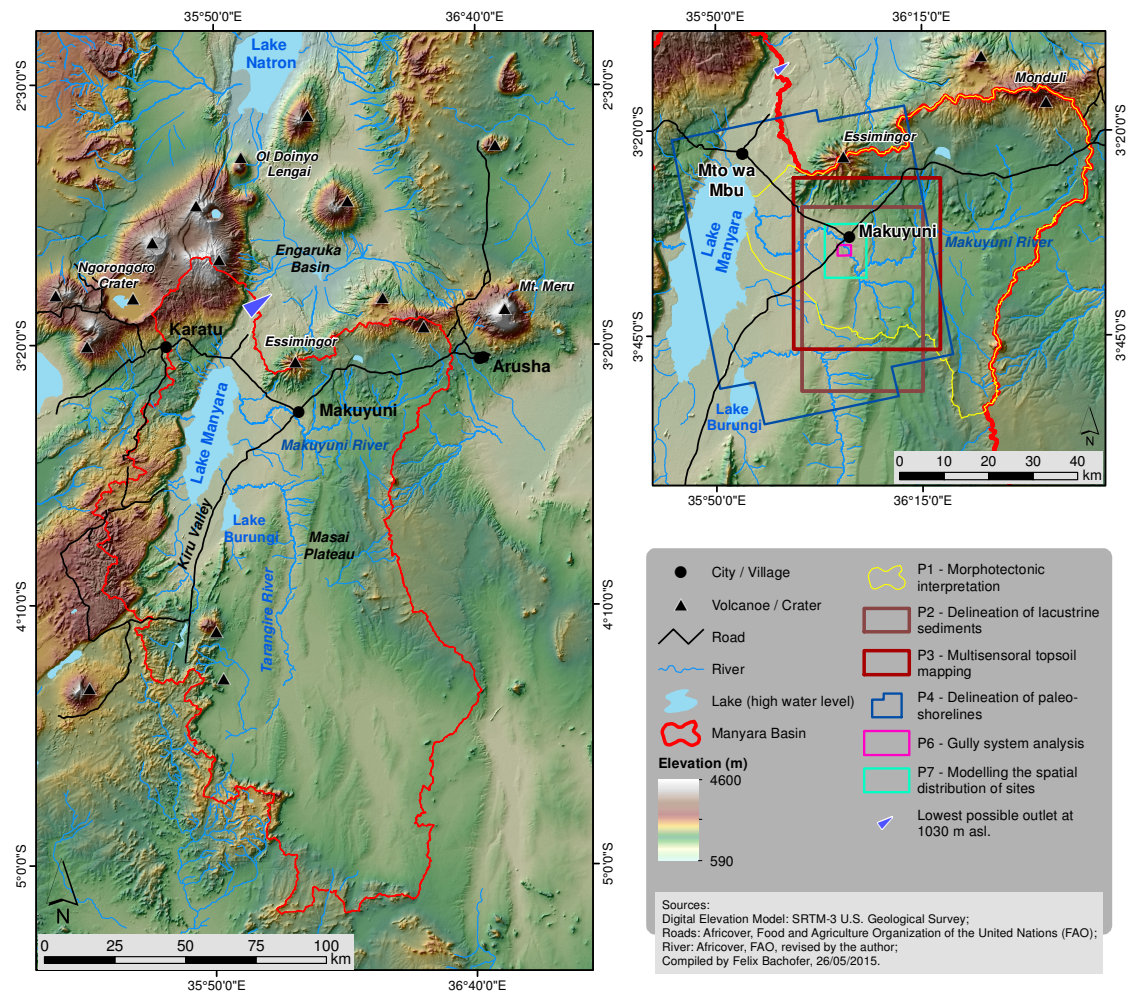 35°50'0"E
36°40'0"E
2°30'0"S
3°20'0"S
4°10'0"S
5°0'0"S
Lake
Natron
Ol Doinyo
Lengai
Engaruka
Basin
Ngorongoro
Crater
Mt. Meru
Karatu
Essimingor
Arusha
Lake Manyara
Makuyuni
Makuyuni River
Kiru Valley
Lake
Burungi
Masai
Plateau
Tarangire River
N
0 25 50 75 100
km
2°30'0"S
3°20'0"S
4°10'0"S
5°0'0"S
35°50'0"E
36°40'0"E
35°50'0"E
36°15'0"E
3°20'0"S
3°45'0"S
Monduli
Essimingor
Mto wa
Mbu
Lake
Manyara
Makuyuni
Makuyuni River
Lake
Burungi
N
0 10 20 30 40
km
3°20'0"S
3°45'0"S
35°50'0"E
36°15'0"E
City / Village
Volcanoe / Crater
Road
River
Lake (high water level)
Manyara Basin
Elevation (m)
4600
590
P1 - Morphotectonic
interpretation
P2 - Delineation of lacustrine
sediments
P3 - Multisensoral topsoil
mapping
P4 - Delineation of paleo-
shorelines
P6 - Gully system analysis
P7 - Modelling the spatial
distribution of sites
Lowest possible outlet at
1030 m asl.
Sources:
Digital Elevation Model: SRTM-3 U.S. Geological Survey;
Roads: Africover, Food and Agriculture Organization of the United Nations (FAO);
River: Africover, FAO, revised by the author;
Compiled by Felix Bachofer, 26/05/2015.